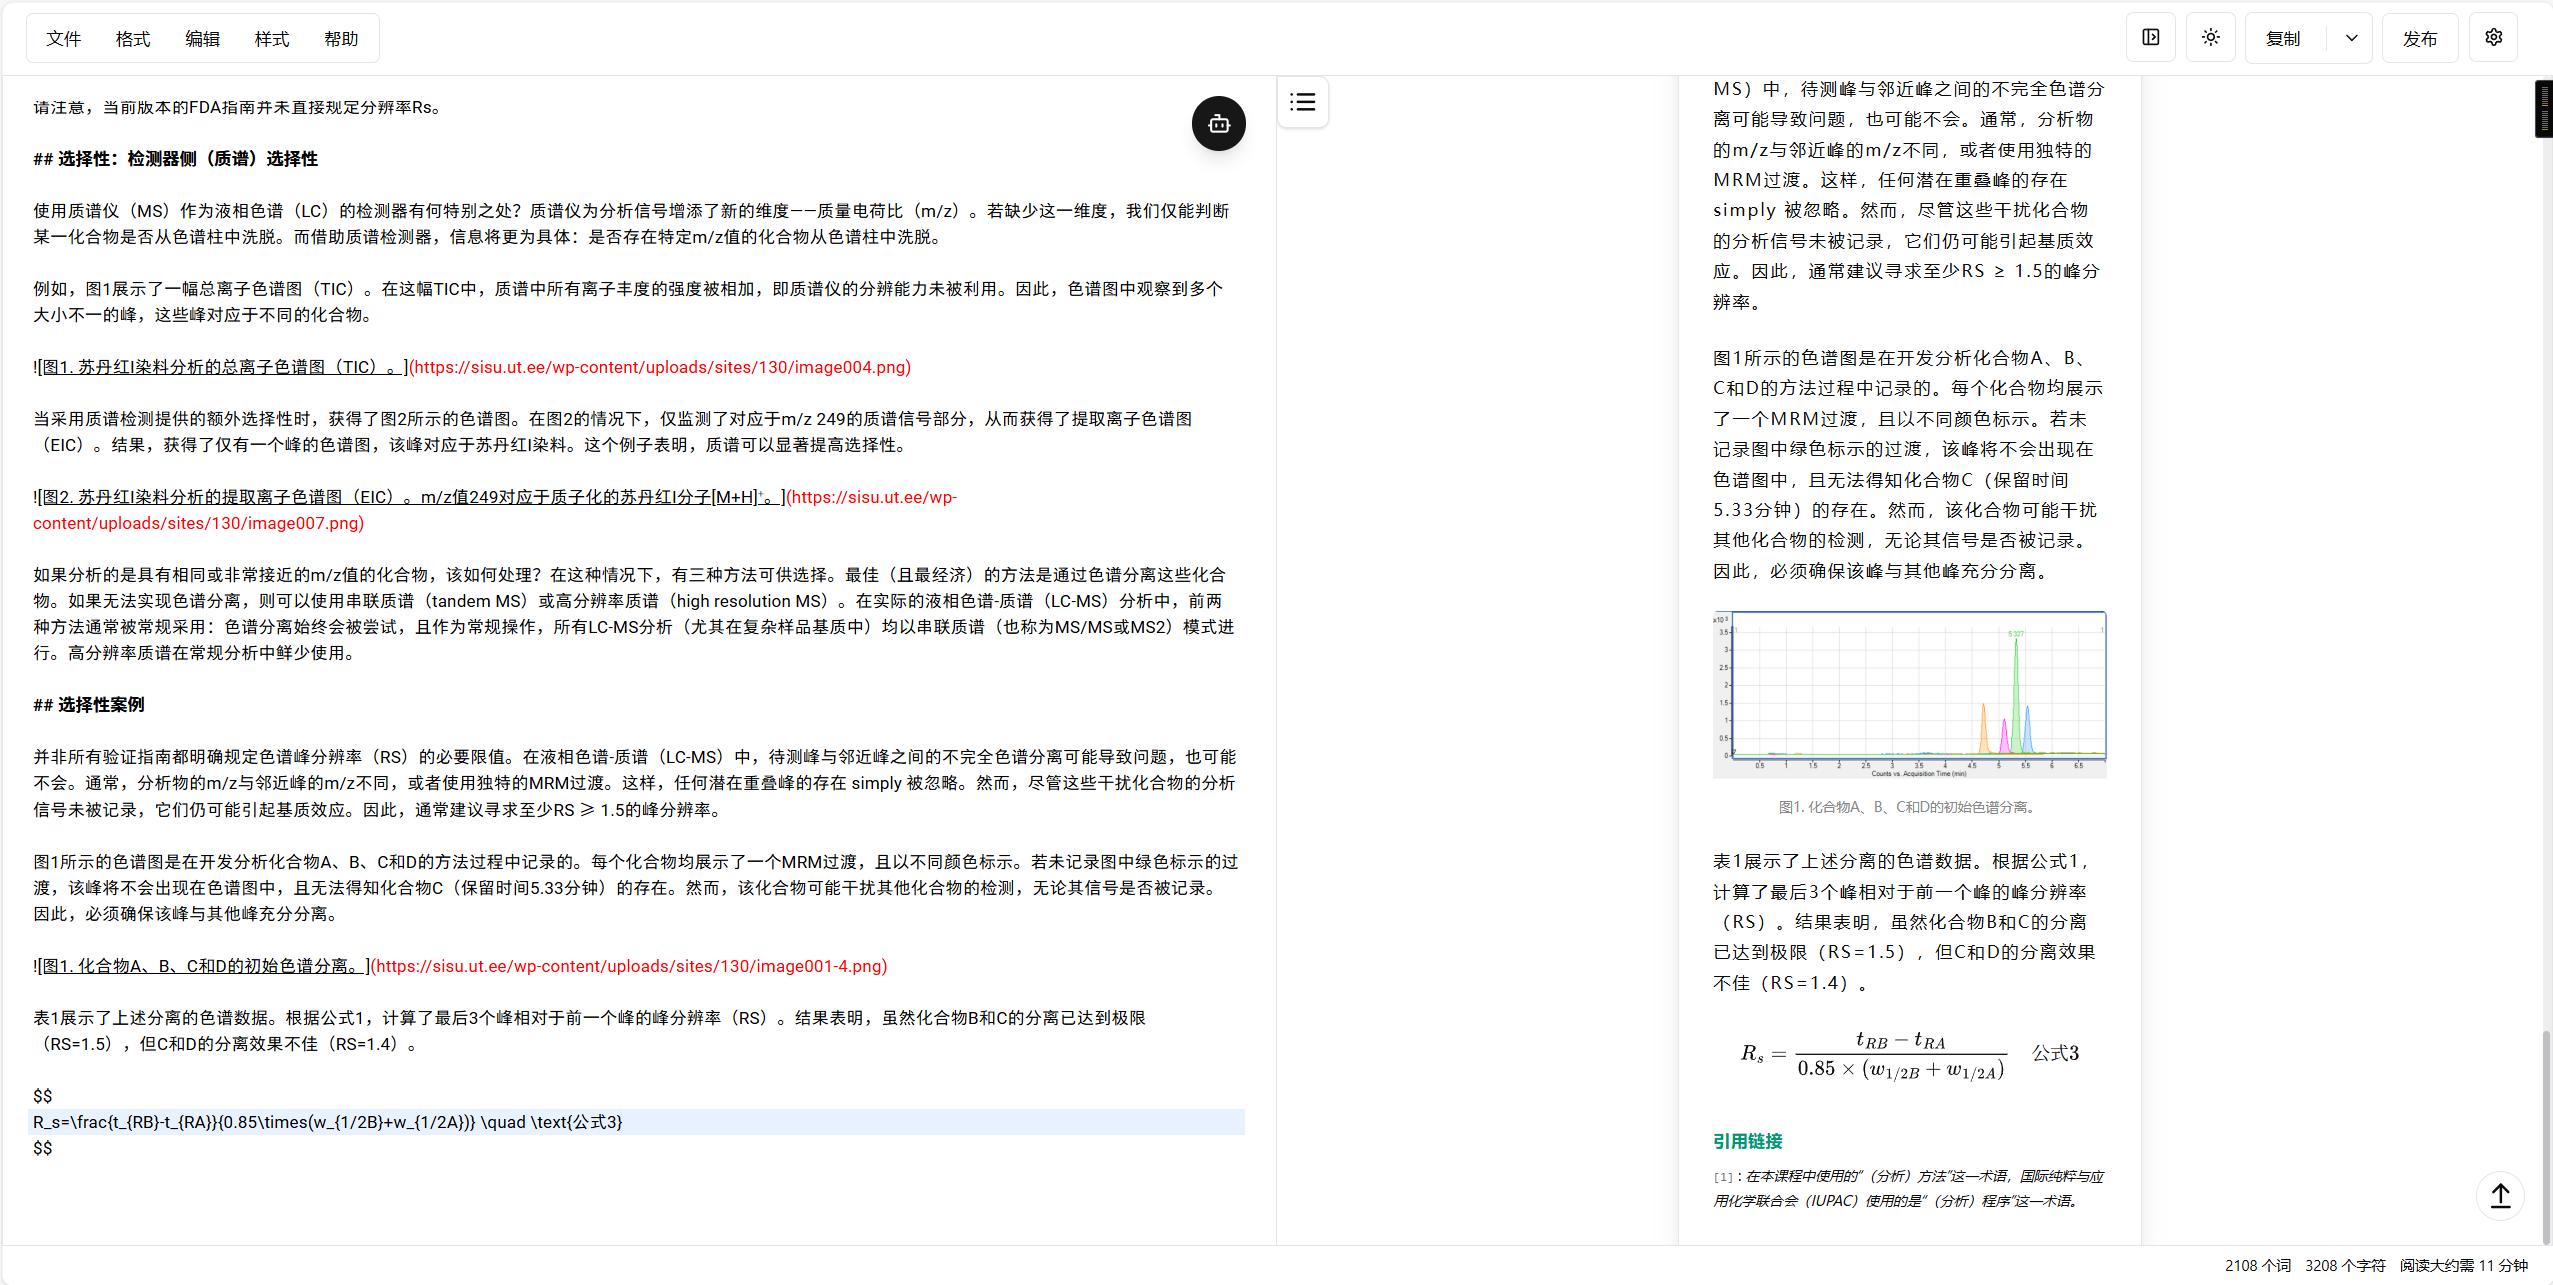 文件 格式 编辑 样式 帮助
复制 发布
请注意，当前版本的FDA指南并未直接规定分辨率Rs。
## 选择性：检测器侧（质谱）选择性
使用质谱仪（MS）作为液相色谱（LC）的检测器有何特别之处？质谱仪为分析信号增添了新的维度——质量电荷比（m/z）。若缺少这一维度，我们仅能判断
某一化合物是否从色谱柱中洗脱。而借助质谱检测器，信息将更为具体：是否存在特定m/z值的化合物从色谱柱中洗脱。
例如，图1展示了一幅总离子色谱图（TIC）。在这幅TIC中，质谱中所有离子丰度的强度被相加，即质谱仪的分辨能力未被利用。因此，色谱图中观察到多个
大小不一的峰，这些峰对应于不同的化合物。
![图1. 苏丹红I染料分析的总离子色谱图（TIC）。](https://sisu.ut.ee/wp-content/uploads/sites/130/image004.png)
当采用质谱检测提供的额外选择性时，获得了图2所示的色谱图。在图2的情况下，仅监测了对应于m/z 249的质谱信号部分，从而获得了提取离子色谱图
（EIC）。结果，获得了仅有一个峰的色谱图，该峰对应于苏丹红I染料。这个例子表明，质谱可以显著提高选择性。
![图2. 苏丹红I染料分析的提取离子色谱图（EIC）。m/z值249对应于质子化的苏丹红I分子[M+H]⁺。](https://sisu.ut.ee/wp-
content/uploads/sites/130/image007.png)
如果分析的是具有相同或非常接近的m/z值的化合物，该如何处理？在这种情况下，有三种方法可供选择。最佳（且最经济）的方法是通过色谱分离这些化合
物。如果无法实现色谱分离，则可以使用串联质谱（tandem MS）或高分辨率质谱（high resolution MS）。在实际的液相色谱-质谱（LC-MS）分析中，前两
种方法通常被常规采用：色谱分离始终会被尝试，且作为常规操作，所有LC-MS分析（尤其在复杂样品基质中）均以串联质谱（也称为MS/MS或MS2）模式进
行。高分辨率质谱在常规分析中鲜少使用。
## 选择性案例
并非所有验证指南都明确规定色谱峰分辨率（RS）的必要限值。在液相色谱-质谱（LC-MS）中，待测峰与邻近峰之间的不完全色谱分离可能导致问题，也可能
不会。通常，分析物的m/z与邻近峰的m/z不同，或者使用独特的MRM过渡。这样，任何潜在重叠峰的存在 simply 被忽略。然而，尽管这些干扰化合物的分析
信号未被记录，它们仍可能引起基质效应。因此，通常建议寻求至少RS ≥ 1.5的峰分辨率。
图1所示的色谱图是在开发分析化合物A、B、C和D的方法过程中记录的。每个化合物均展示了一个MRM过渡，且以不同颜色标示。若未记录图中绿色标示的过
渡，该峰将不会出现在色谱图中，且无法得知化合物C（保留时间5.33分钟）的存在。然而，该化合物可能干扰其他化合物的检测，无论其信号是否被记录。
因此，必须确保该峰与其他峰充分分离。
![图1. 化合物A、B、C和D的初始色谱分离。](https://sisu.ut.ee/wp-content/uploads/sites/130/image001-4.png)
表1展示了上述分离的色谱数据。根据公式1，计算了最后3个峰相对于前一个峰的峰分辨率（RS）。结果表明，虽然化合物B和C的分离已达到极限
（RS=1.5），但C和D的分离效果不佳（RS=1.4）。
$$
R_s=\frac{t_{RB}-t_{RA}}{0.85\times(w_{1/2B}+w_{1/2A})} \quad \text{公式3}
$$
MS）中，待测峰与邻近峰之间的不完全色谱分
离可能导致问题，也可能不会。通常，分析物
的m/z与邻近峰的m/z不同，或者使用独特的
MRM过渡。这样，任何潜在重叠峰的存在
simply 被忽略。然而，尽管这些干扰化合物
的分析信号未被记录，它们仍可能引起基质效
应。因此，通常建议寻求至少RS ≥ 1.5的峰分
辨率。
图1所示的色谱图是在开发分析化合物A、B、
C和D的方法过程中记录的。每个化合物均展示
了一个MRM过渡，且以不同颜色标示。若未
记录图中绿色标示的过渡，该峰将不会出现在
色谱图中，且无法得知化合物C（保留时间
5.33分钟）的存在。然而，该化合物可能干扰
其他化合物的检测，无论其信号是否被记录。
因此，必须确保该峰与其他峰充分分离。
x10 3
3.5
3
2.5
2
1.5
1
0.5
0
1 5.327 1
0.5 1 1.5 2 2.5 3 3.5 4 4.5 5 5.5 6 6.5
Counts vs. Acquisition Time (min)
图1. 化合物A、B、C和D的初始色谱分离。
表1展示了上述分离的色谱数据。根据公式1，
计算了最后3个峰相对于前一个峰的峰分辨率
（RS）。结果表明，虽然化合物B和C的分离
已达到极限（RS=1.5），但C和D的分离效果
不佳（RS=1.4）。
R_s = \frac{t_{RB} - t_{RA}}{0.85 × (w_{1/2B} + w_{1/2A})} 公式3
引用链接
[1]：在本课程中使用的“（分析）方法”这一术语，国际纯粹与应
用化学联合会（IUPAC）使用的是“（分析）程序”这一术语。
2108 个词 3208 个字符 阅读大约需 11 分钟